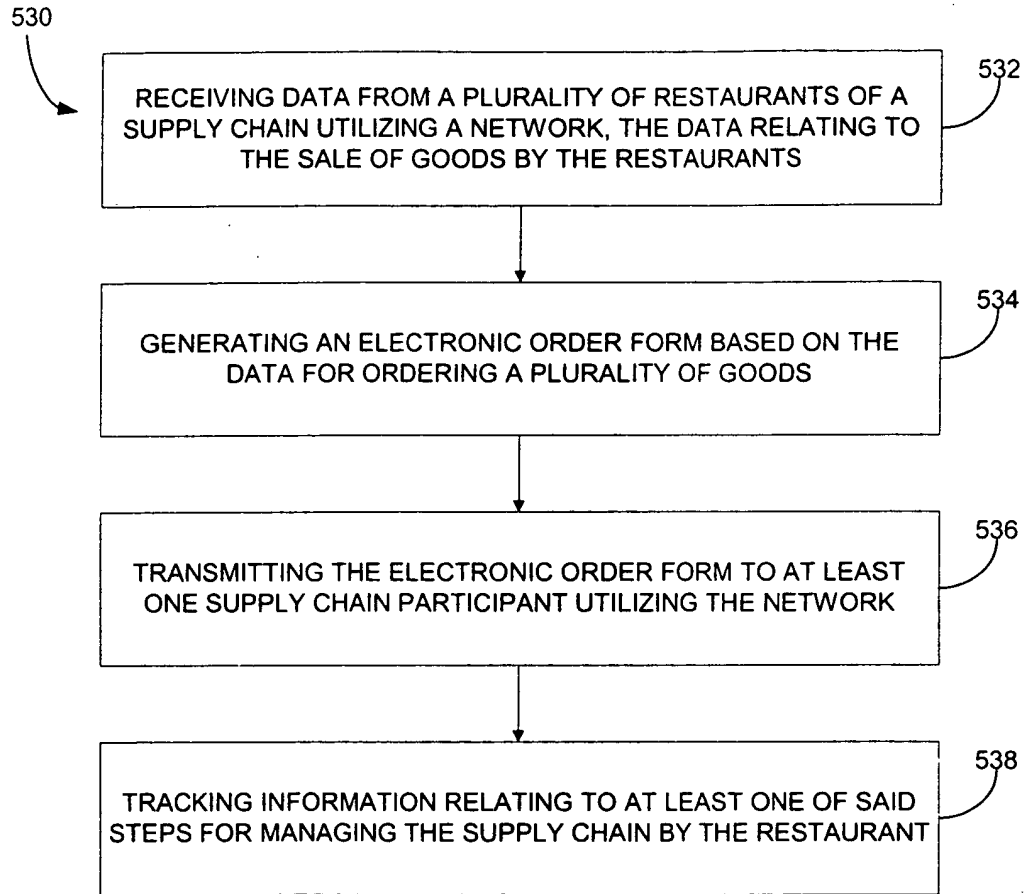 530
532
RECEIVING DATA FROM A PLURALITY OF RESTAURANTS OF A
SUPPLY CHAIN UTILIZING A NETWORK, THE DATA RELATING TO
THE SALE OF GOODS BY THE RESTAURANTS
534
GENERATING AN ELECTRONIC ORDER FORM BASED ON THE
DATA FOR ORDERING A PLURALITY OF GOODS
536
TRANSMITTING THE ELECTRONIC ORDER FORM TO AT LEAST
ONE SUPPLY CHAIN PARTICIPANT UTILIZING THE NETWORK
538
TRACKING INFORMATION RELATING TO AT LEAST ONE OF SAID
STEPS FOR MANAGING THE SUPPLY CHAIN BY THE RESTAURANT